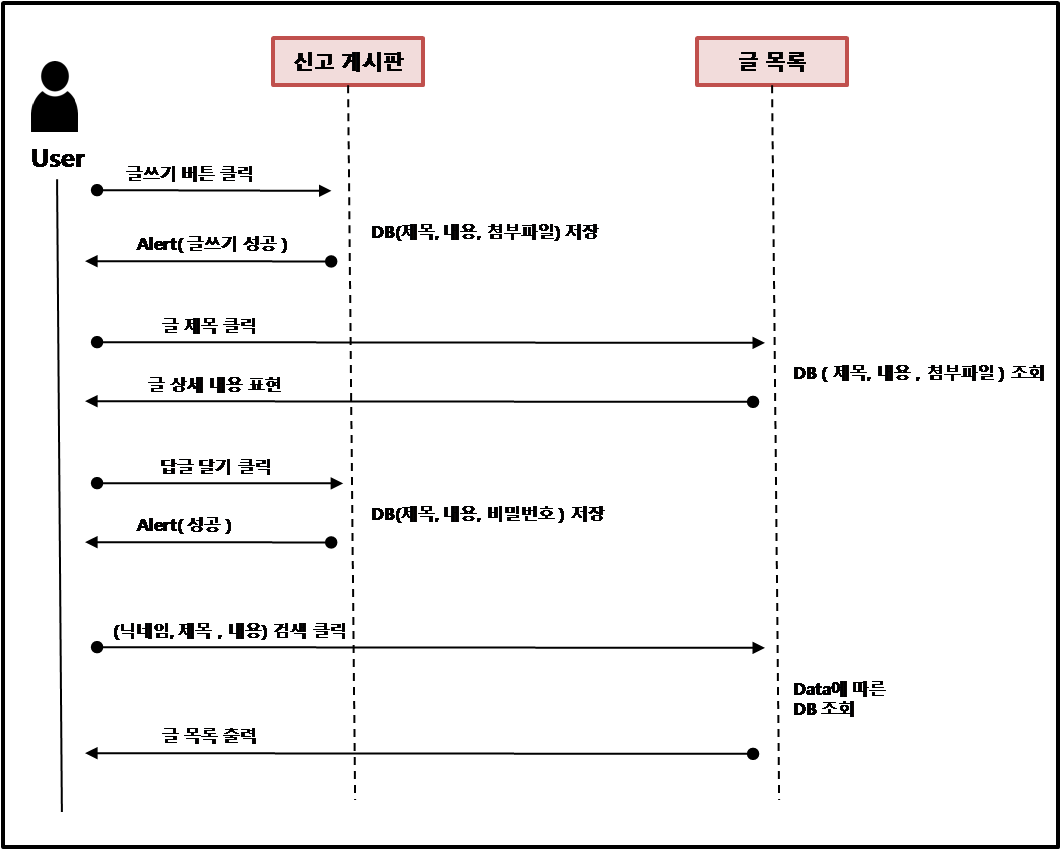 신고 게시판
글 목록
User
글쓰기 버튼 클릭
DB(제목, 내용, 첨부파일) 저장
Alert( 글쓰기 성공 )
글 제목 클릭
DB ( 제목, 내용 , 첨부파일 ) 조회
글 상세 내용 표현
답글 달기 클릭
DB(제목, 내용, 비밀번호 ) 저장
Alert( 성공 )
(닉네임, 제목 , 내용) 검색 클릭
Data에 따른
DB 조회
글 목록 출력